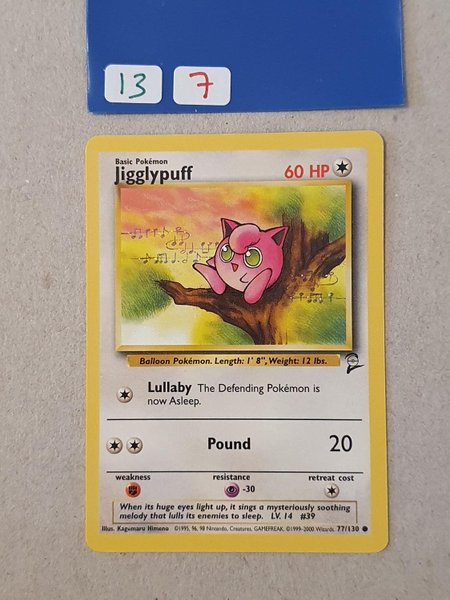 13 7
Basic Pokémon
Jigglypuff 60 HP
Balloon Pokémon. Length: 1' 8", Weight: 12 lbs.
Lullaby The Defending Pokémon is
now Asleep.
Pound 20
weakness resistance retreat cost
-30
When its huge eyes light up, it sings a mysteriously soothing
melody that lulls its enemies to sleep. LV. 14 #39
Illus. Kagemaru Himeno ©1995, 96, 98 Nintendo, Creatures, GAMEFREAK. ©1999-2000 Wizards. 77/130